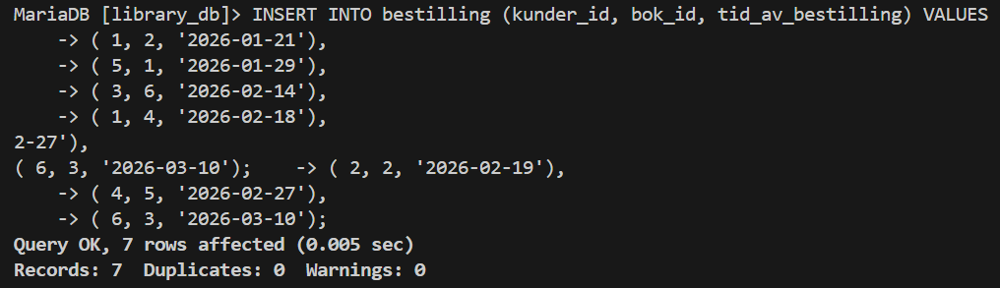 MariaDB [library_db]> INSERT INTO bestilling (kunder_id, bok_id, tid_av_bestilling) VALUES
    -> ( 1, 2, '2026-01-21'),
    -> ( 5, 1, '2026-01-29'),
    -> ( 3, 6, '2026-02-14'),
    -> ( 1, 4, '2026-02-18'),
2-27'),
( 6, 3, '2026-03-10');    -> ( 2, 2, '2026-02-19'),
    -> ( 4, 5, '2026-02-27'),
    -> ( 6, 3, '2026-03-10');
Query OK, 7 rows affected (0.005 sec)
Records: 7  Duplicates: 0  Warnings: 0